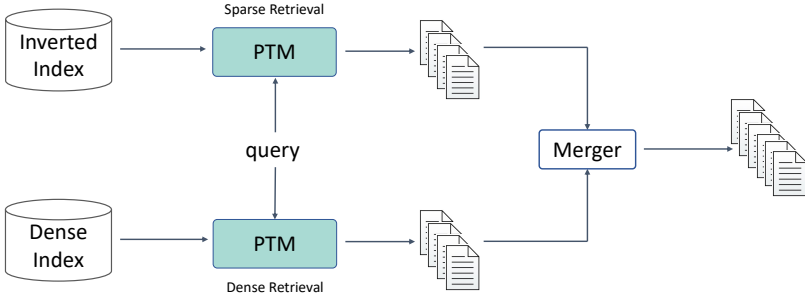 Sparse Retrieval
Inverted
Index
PTM
query
Merger
Dense
Index
PTM
Dense Retrieval